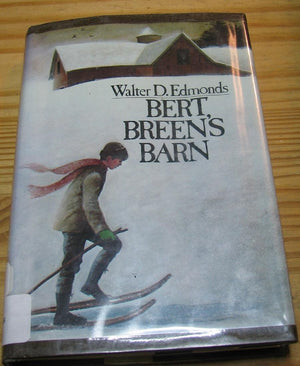 Walter D. Edmonds
BERT
BREEN'S
BARN